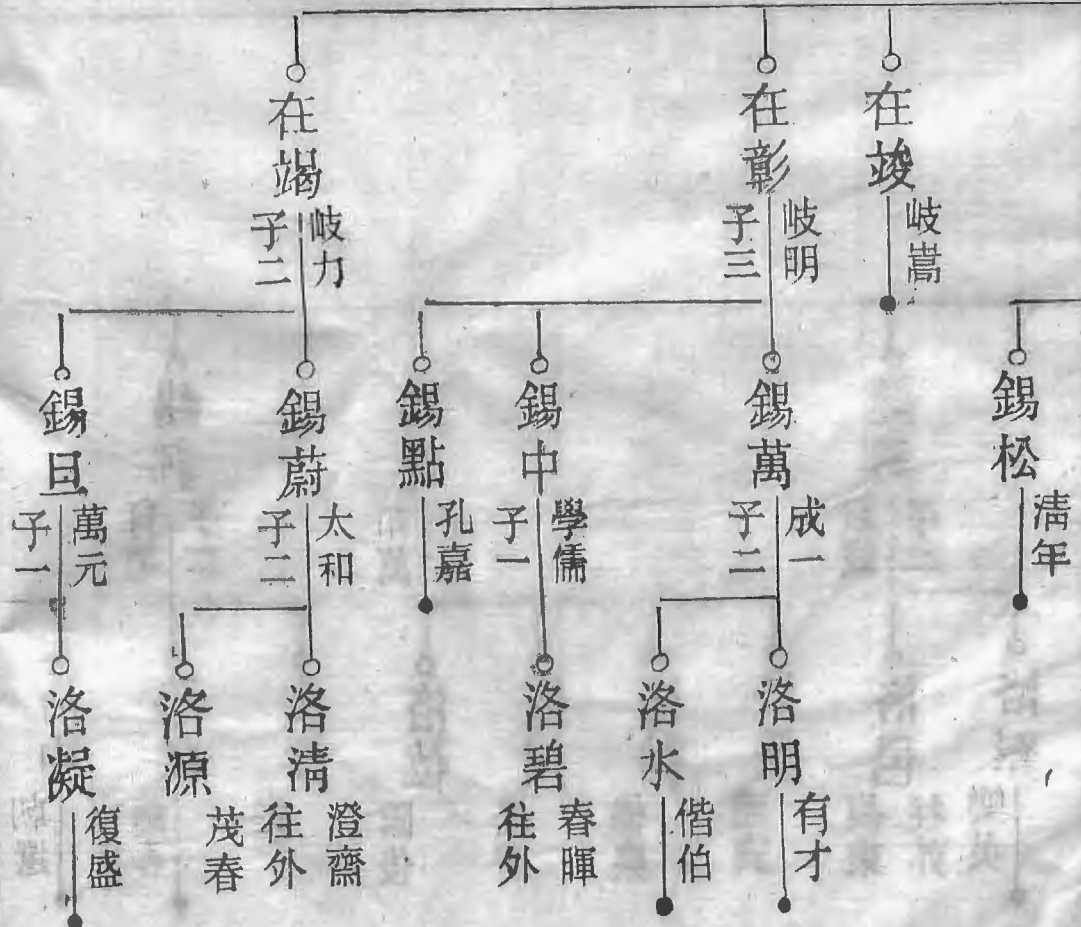 在竣
岐嵩
在彰
岐明
子三
在竭
岐力
子二
錫松
清年
錫萬
成一
子二
錫中
學儒
子一
錫點
孔嘉
錫蔚
太和
子二
錫旦
萬元
子一
洛明
有才
洛水
偕伯
洛碧
春暉
往外
洛清
澄齋
往外
洛源
茂春
洛凝
復盛